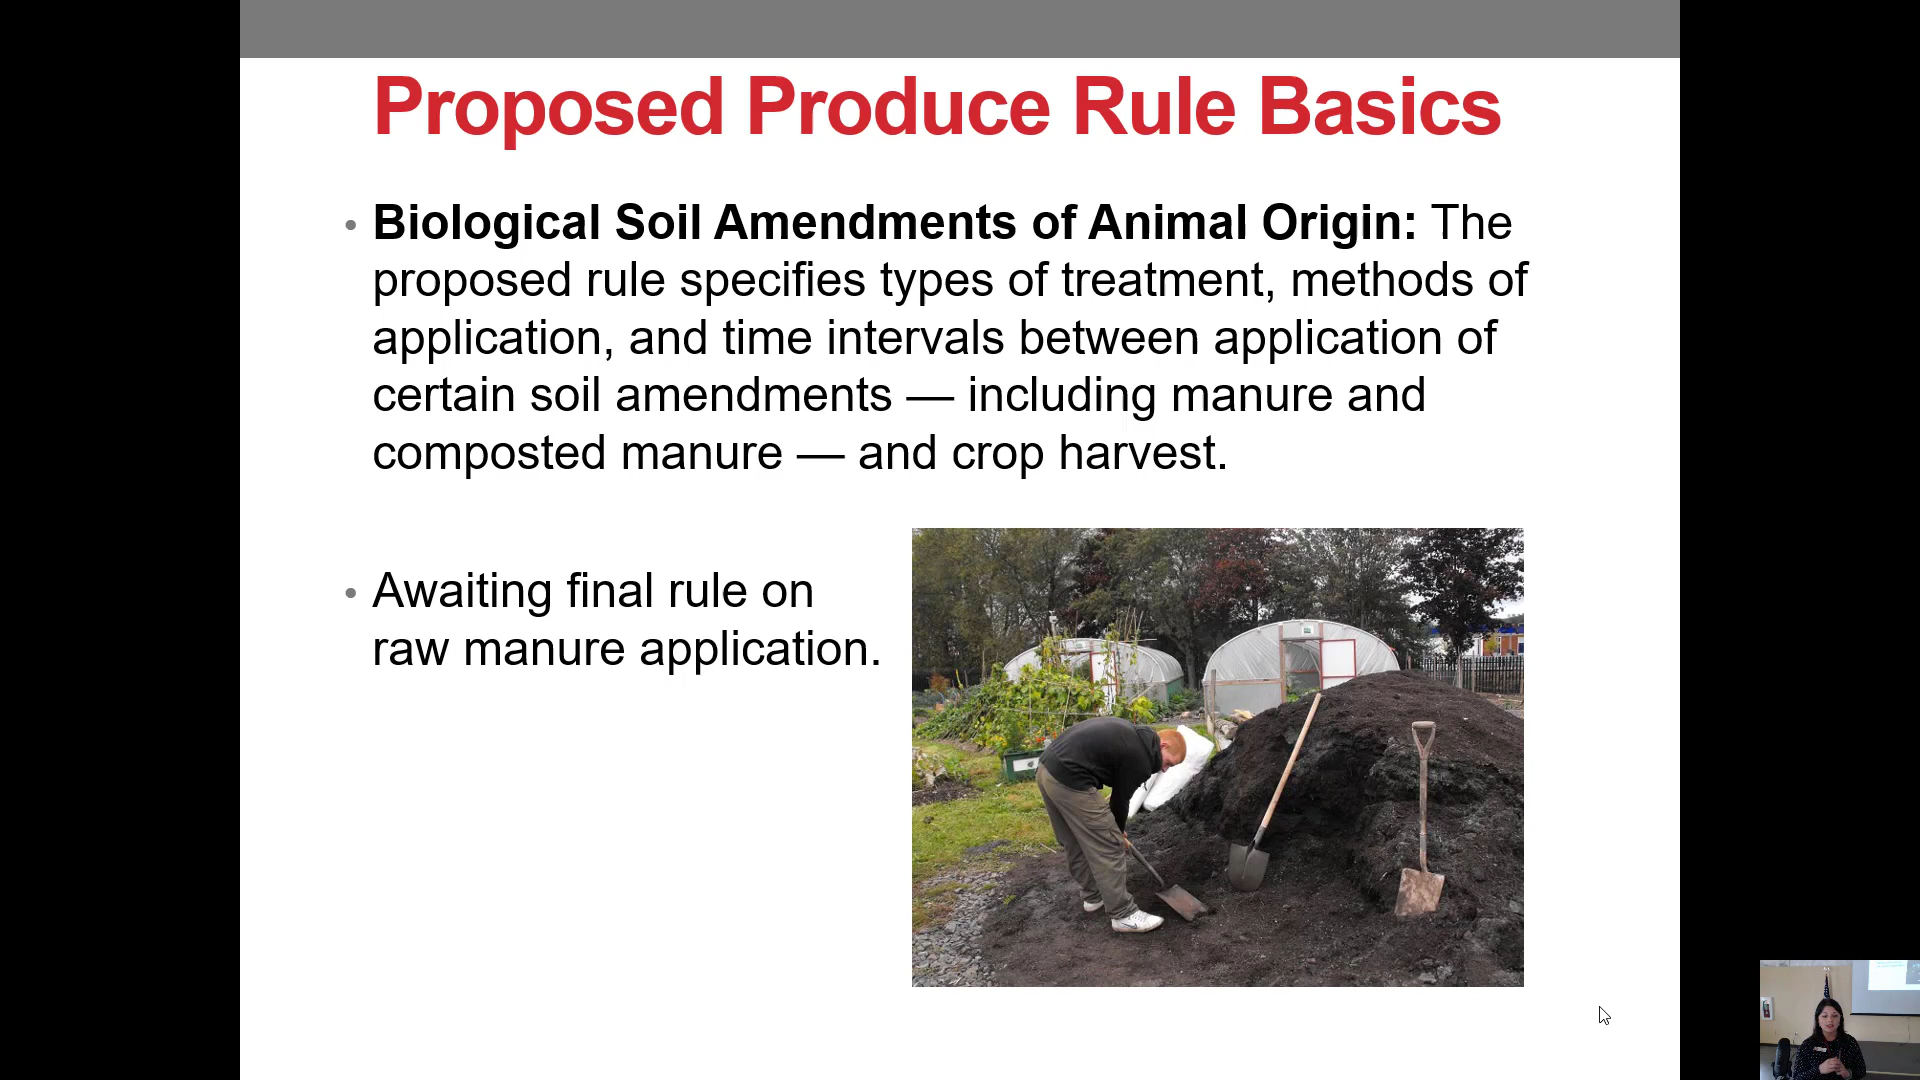 Proposed Produce Rule Basics
• Biological Soil Amendments of Animal Origin: The
proposed rule specifies types of treatment, methods of
application, and time intervals between application of
certain soil amendments — including manure and
composted manure — and crop harvest.
• Awaiting final rule on
raw manure application.